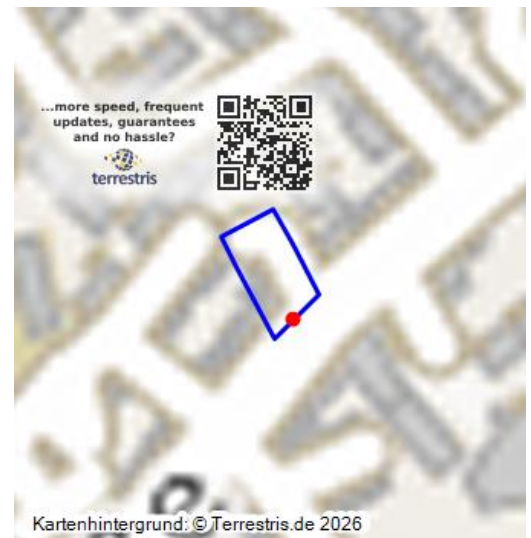 ...more speed, frequent
updates, guarantees
and no hassle?
terrestris
Kartenhintergrund: © Terrestris.de 2026